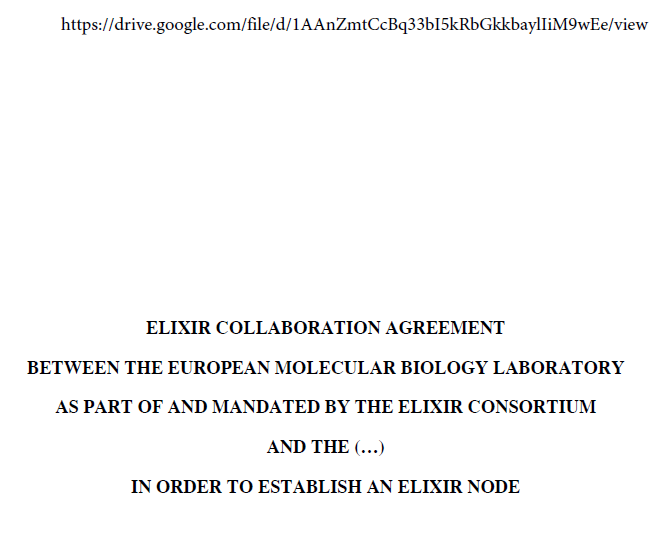 https://drive.google.com/file/d/1AAnZmtCcBq33bI5kRbGkkbaylIiM9wEe/view
ELIXIR COLLABORATION AGREEMENT
BETWEEN THE EUROPEAN MOLECULAR BIOLOGY LABORATORY
AS PART OF AND MANDATED BY THE ELIXIR CONSORTIUM
AND THE (…)
IN ORDER TO ESTABLISH AN ELIXIR NODE